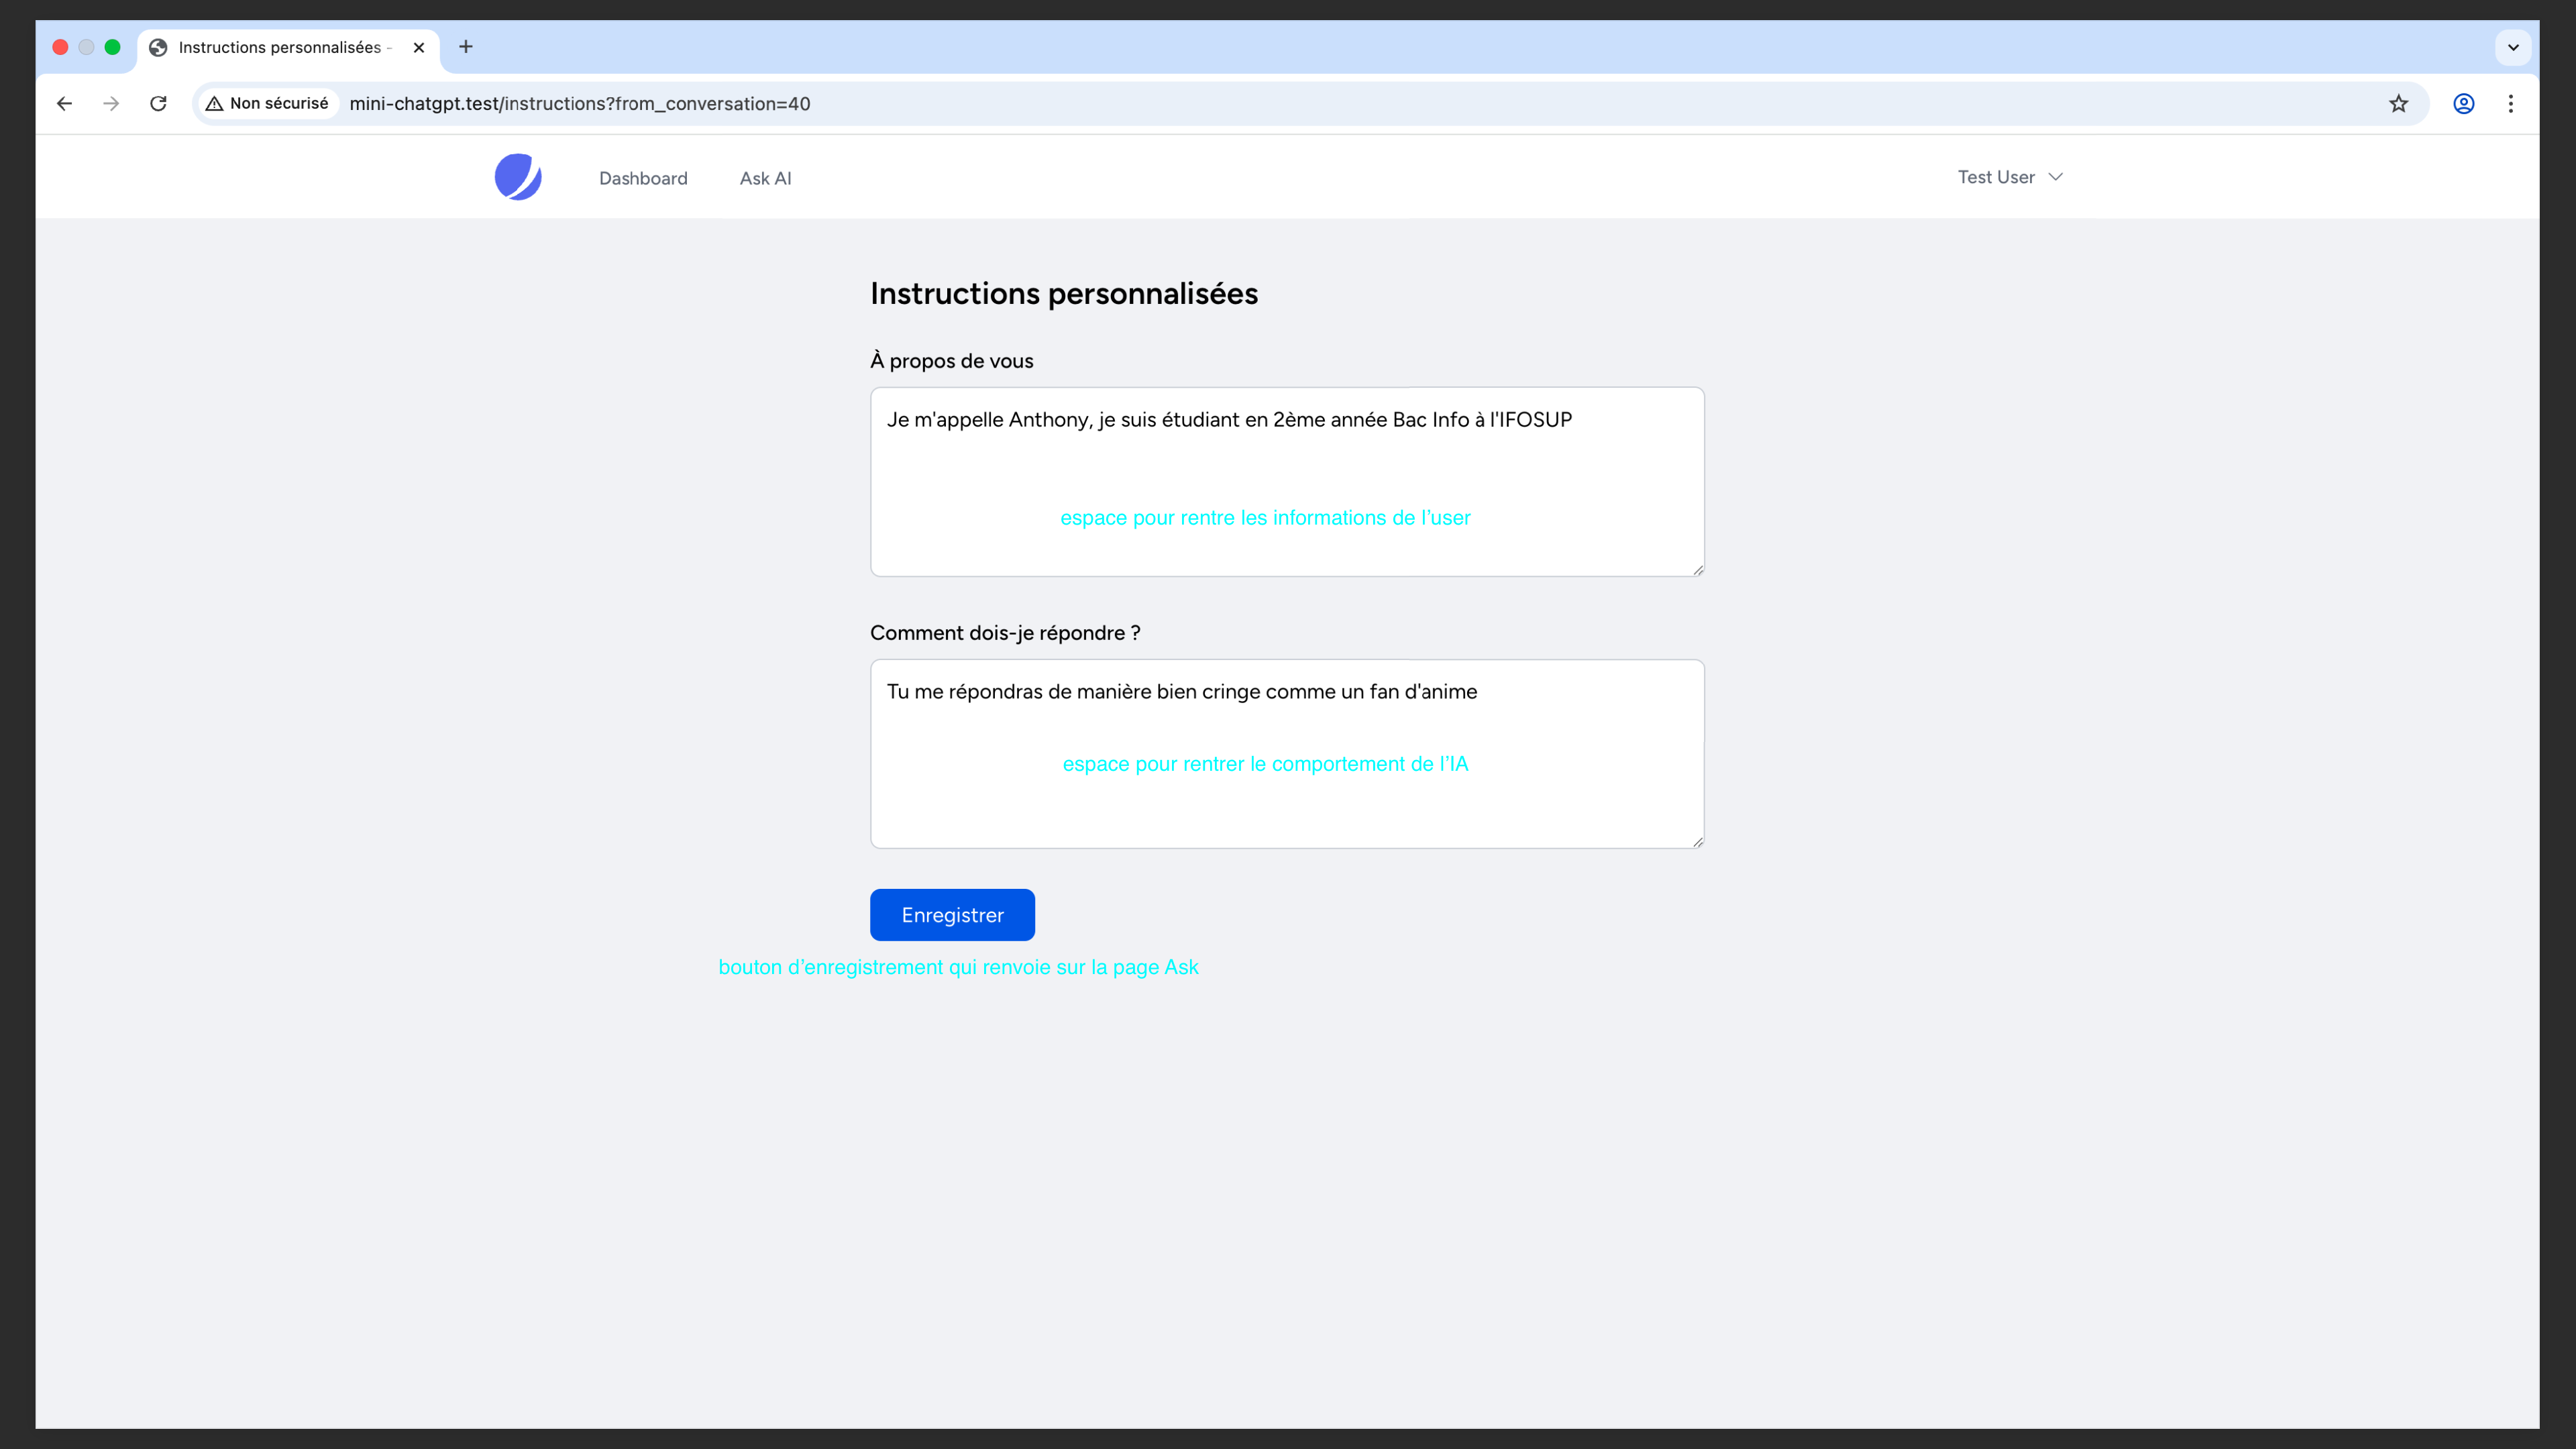 Instructions personnalisées -
Non sécurisé mini-chatgpt.test/instructions?from_conversation=40
Dashboard Ask AI Test User
Instructions personnalisées
À propos de vous
Je m'appelle Anthony, je suis étudiant en 2ème année Bac Info à l'IFOSUP
espace pour rentre les informations de l’user
Comment dois-je répondre ?
Tu me répondras de manière bien cringe comme un fan d'anime
espace pour rentrer le comportement de l’IA
Enregistrer
bouton d’enregistrement qui renvoie sur la page Ask